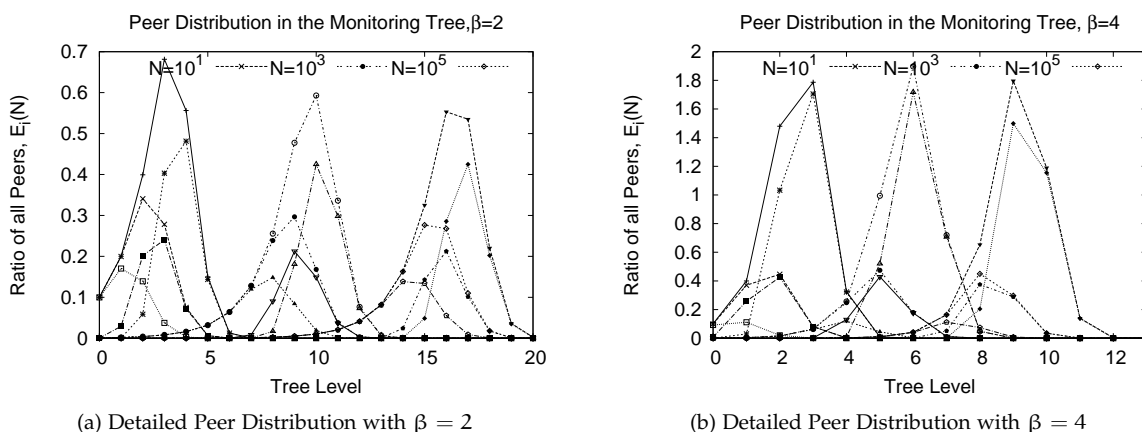 Peer Distribution in the Monitoring Tree,β=2
0.7
0.6
0.5
0.4
0.3
0.2
0.1
0
0 5 10 15 20
N=10^1 N=10^3 N=10^5
Ratio of all Peers, E_i(N)
Tree Level
(a) Detailed Peer Distribution with β = 2
Peer Distribution in the Monitoring Tree, β=4
2
1.8
1.6
1.4
1.2
1
0.8
0.6
0.4
0.2
0
0 2 4 6 8 10 12
N=10^1 N=10^3 N=10^5
Ratio of all Peers, E_i(N)
Tree Level
(b) Detailed Peer Distribution with β = 4